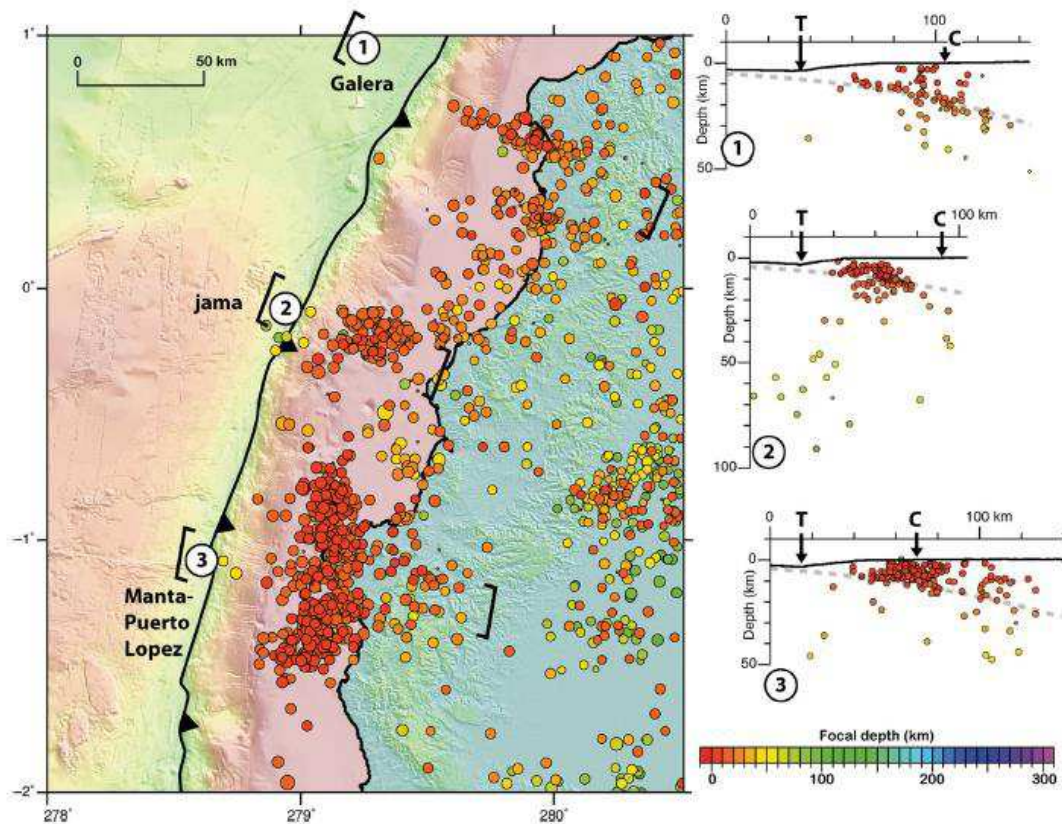 1°
0
50 km
1
Galera
0°
jama
2
−1°
3
Manta-
Puerto
Lopez
−2°
278°
279°
280°
0
100
T
C
0
50
Depth (km)
1
0
100 km
T
C
0
50
100
Depth (km)
2
0
100 km
T
C
0
50
Depth (km)
3
Focal depth (km)
0
100
200
300